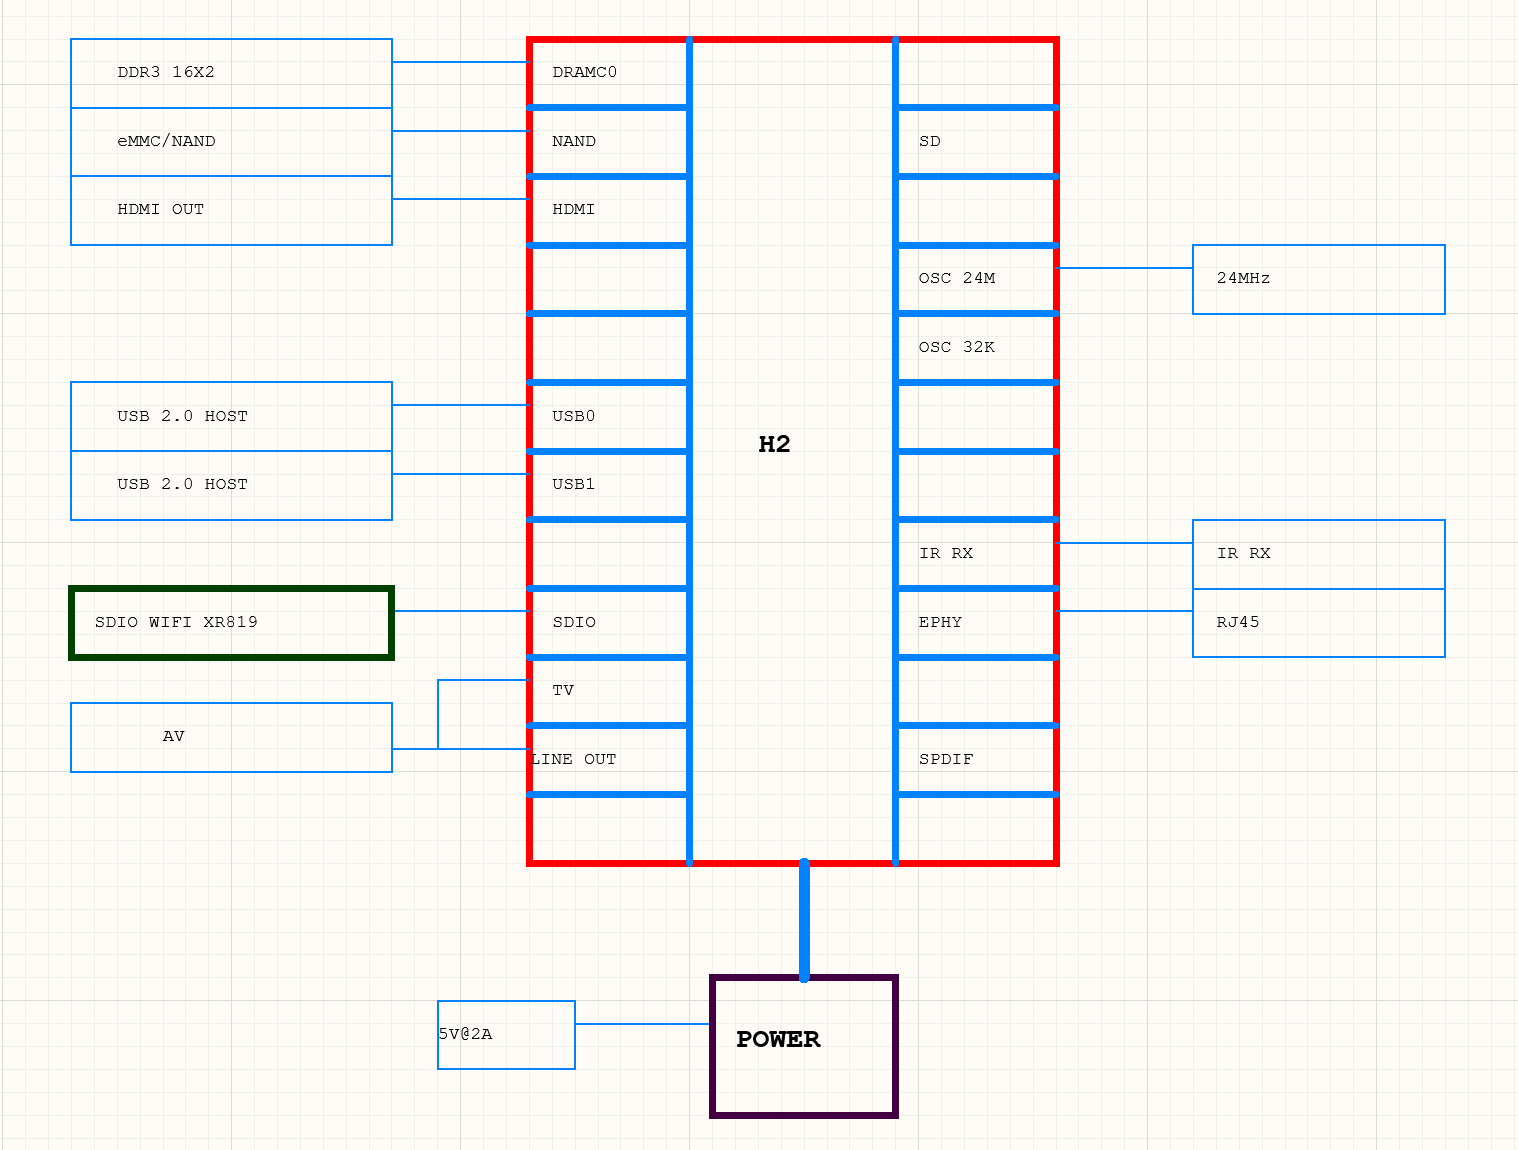 DDR3 16X2
DRAMC0
eMMC/NAND
NAND
SD
HDMI OUT
HDMI
OSC 24M
24MHz
OSC 32K
USB 2.0 HOST
USB0
H2
USB 2.0 HOST
USB1
IR RX
IR RX
SDIO WIFI XR819
SDIO
EPHY
RJ45
TV
AV
LINE OUT
SPDIF
5V@2A
POWER